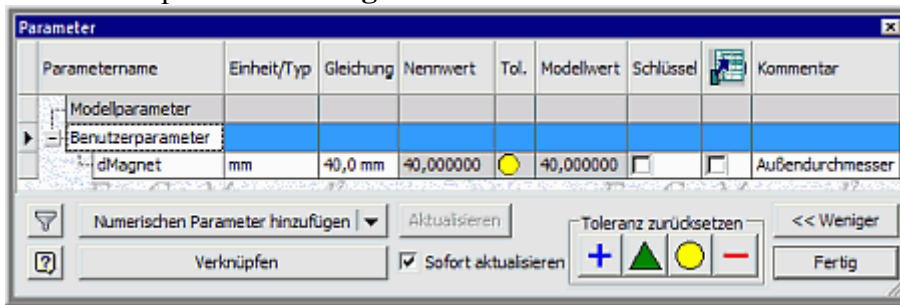 Parameter
Parametername Einheit/Typ Gleichung Nennwert Tol. Modellwert Schlüssel Kommentar
Modellparameter
Benutzerparameter
dMagnet mm 40,0 mm 40,000000 40,000000 Außendurchmesser
Numerischen Parameter hinzufügen Aktualisieren Toleranz zurücksetzen << Weniger
Verknüpfen Sofort aktualisieren Fertig